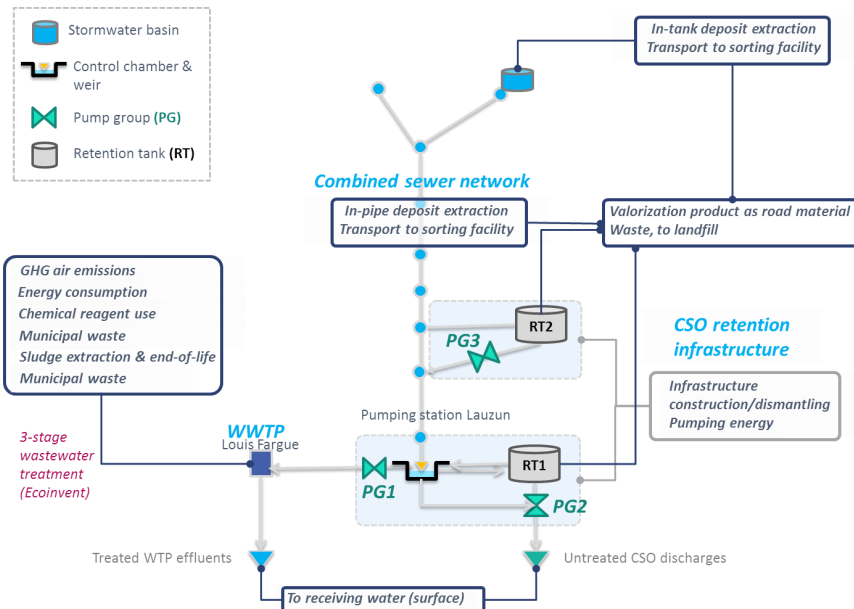 Stormwater basin
Control chamber &
weir
Pump group (PG)
Retention tank (RT)
In-tank deposit extraction
Transport to sorting facility
Combined sewer network
In-pipe deposit extraction
Transport to sorting facility
Valorization product as road material
Waste, to landfill
GHG air emissions
Energy consumption
Chemical reagent use
Municipal waste
Sludge extraction & end-of-life
Municipal waste
RT2
PG3
CSO retention
infrastructure
Infrastructure
construction/dismantling
Pumping energy
Pumping station Lauzun
WWTP
Louis Fargue
3-stage
wastewater
treatment
(Ecoinvent)
PG1
RT1
PG2
Treated WTP effluents
Untreated CSO discharges
To receiving water (surface)